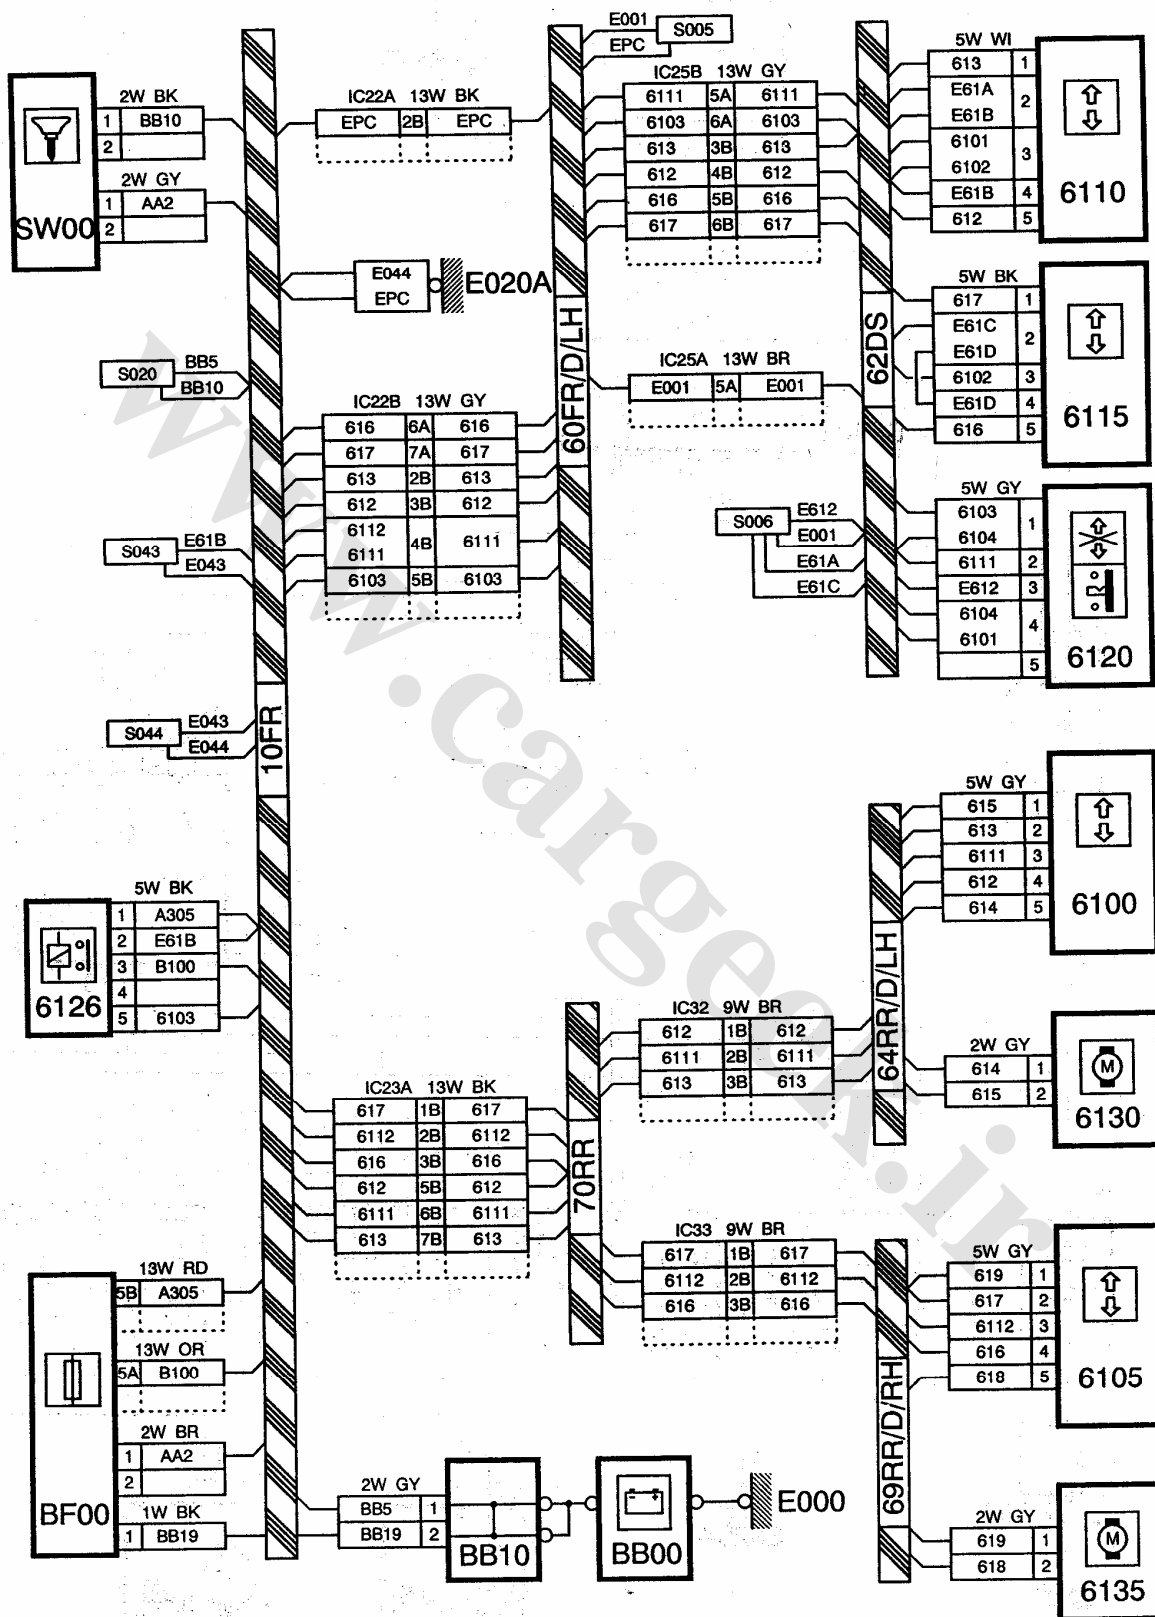 SW00
2W BK
1 BB10
2
2W GY
1 AA2
2
S020
BB5
BB10
S043
E61B
E043
S044
E043
E044
5W BK
1 A305
2 E61B
3 B100
4
5 6103
6126
13W RD
5B A305
13W OR
5A B100
2W BR
1 AA2
2
1W BK
1 BB19
BF00
10FR
IC22A 13W BK
EPC 2B EPC
E044
EPC
E020A
IC22B 13W GY
616 6A 616
617 7A 617
613 2B 613
612 3B 612
6112
6111
4B 6111
6103 5B 6103
IC23A 13W BK
617 1B 617
6112 2B 6112
616 3B 616
612 5B 612
6111 6B 6111
613 7B 613
2W GY
BB5 1
BB19 2
BB10
BB00
E000
60FR/D/LH
E001
EPC
S005
IC25B 13W GY
6111 5A 6111
6103 6A 6103
613 3B 613
612 4B 612
616 5B 616
617 6B 617
IC25A 13W BR
E001 5A E001
S006
E612
E001
E61A
E61C
62DS
5W WI
613 1
E61A
E61B
2
6101
6102
3
E61B 4
612 5
6110
5W BK
617 1
E61C
E61D
2
6102 3
E61D 4
616 5
6115
5W GY
6103
6104
1
6111 2
E612 3
6104
6101
4
5
6120
70RR
IC32 9W BR
612 1B 612
6111 2B 6111
613 3B 613
IC33 9W BR
617 1B 617
6112 2B 6112
616 3B 616
64RR/D/LH
5W GY
615 1
613 2
6111 3
612 4
614 5
6100
2W GY
614 1
615 2
M
6130
69RR/D/RH
5W GY
619 1
617 2
6112 3
616 4
618 5
6105
2W GY
619 1
618 2
M
6135
www.cargeek.ir